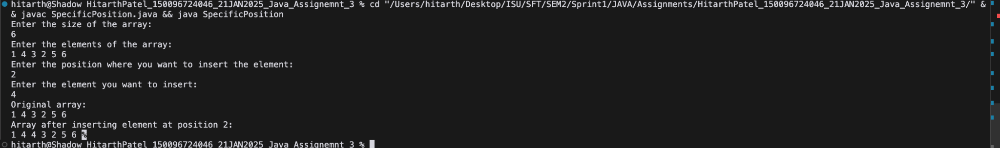 hitarth@Shadow HitarthPatel_150096724046_21JAN2025_Java_Assignemnt_3 % cd "/Users/hitarth/Desktop/ISU/SFT/SEM2/Sprint1/JAVA/Assignments/HitarthPatel_150096724046_21JAN2025_Java_Assignemnt_3/" &
& javac SpecificPosition.java && java SpecificPosition
Enter the size of the array:
6
Enter the elements of the array:
1 4 3 2 5 6
Enter the position where you want to insert the element:
2
Enter the element you want to insert:
4
Original array:
1 4 3 2 5 6
Array after inserting element at position 2:
1 4 4 3 2 5 6 %
hitarth@Shadow HitarthPatel_150096724046_21JAN2025_Java_Assignemnt_3 %